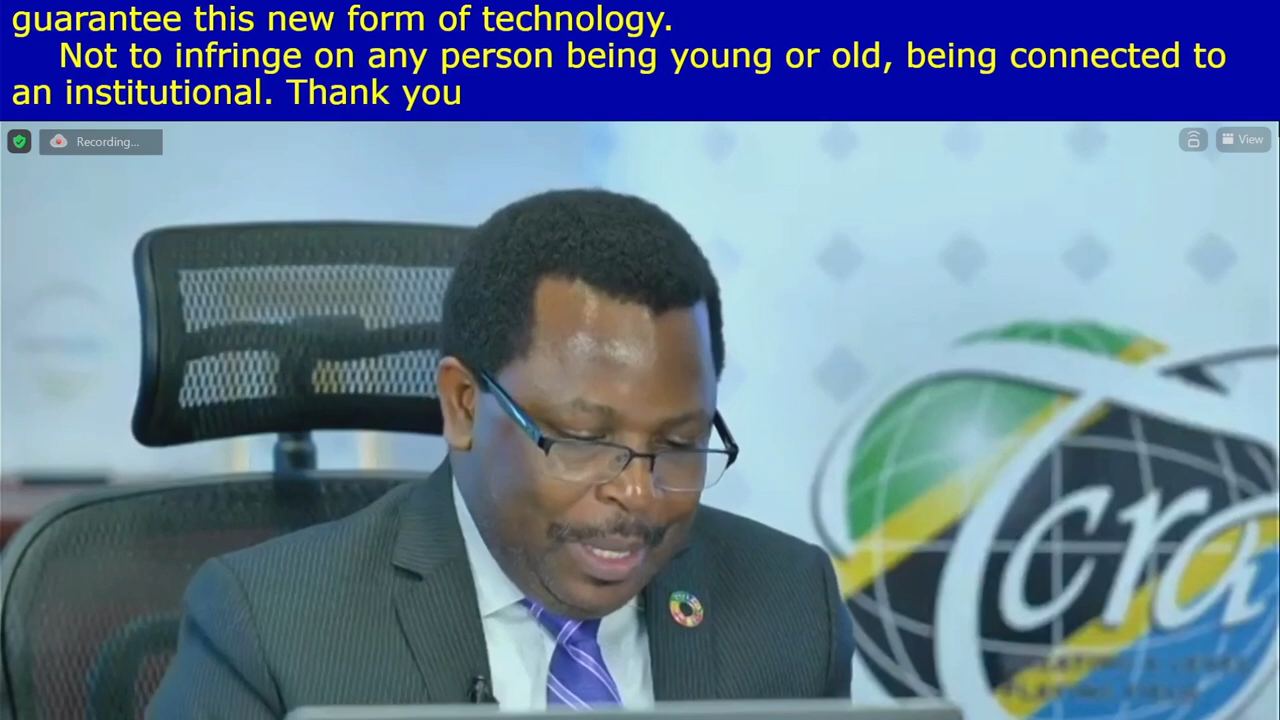 guarantee this new form of technology.
Not to infringe on any person being young or old, being connected to
an institutional. Thank you
Recording...
View
Tcra